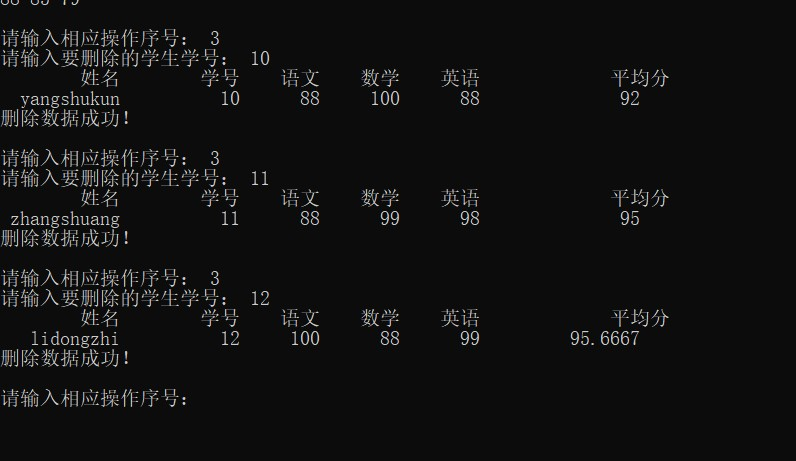 请输入相应操作序号： 3
请输入要删除的学生学号： 10
姓名 学号 语文 数学 英语 平均分
yangshukun 10 88 100 88 92
删除数据成功！
请输入相应操作序号： 3
请输入要删除的学生学号： 11
姓名 学号 语文 数学 英语 平均分
zhangshuang 11 88 99 98 95
删除数据成功！
请输入相应操作序号： 3
请输入要删除的学生学号： 12
姓名 学号 语文 数学 英语 平均分
lidongzhi 12 100 88 99 95.6667
删除数据成功！
请输入相应操作序号：